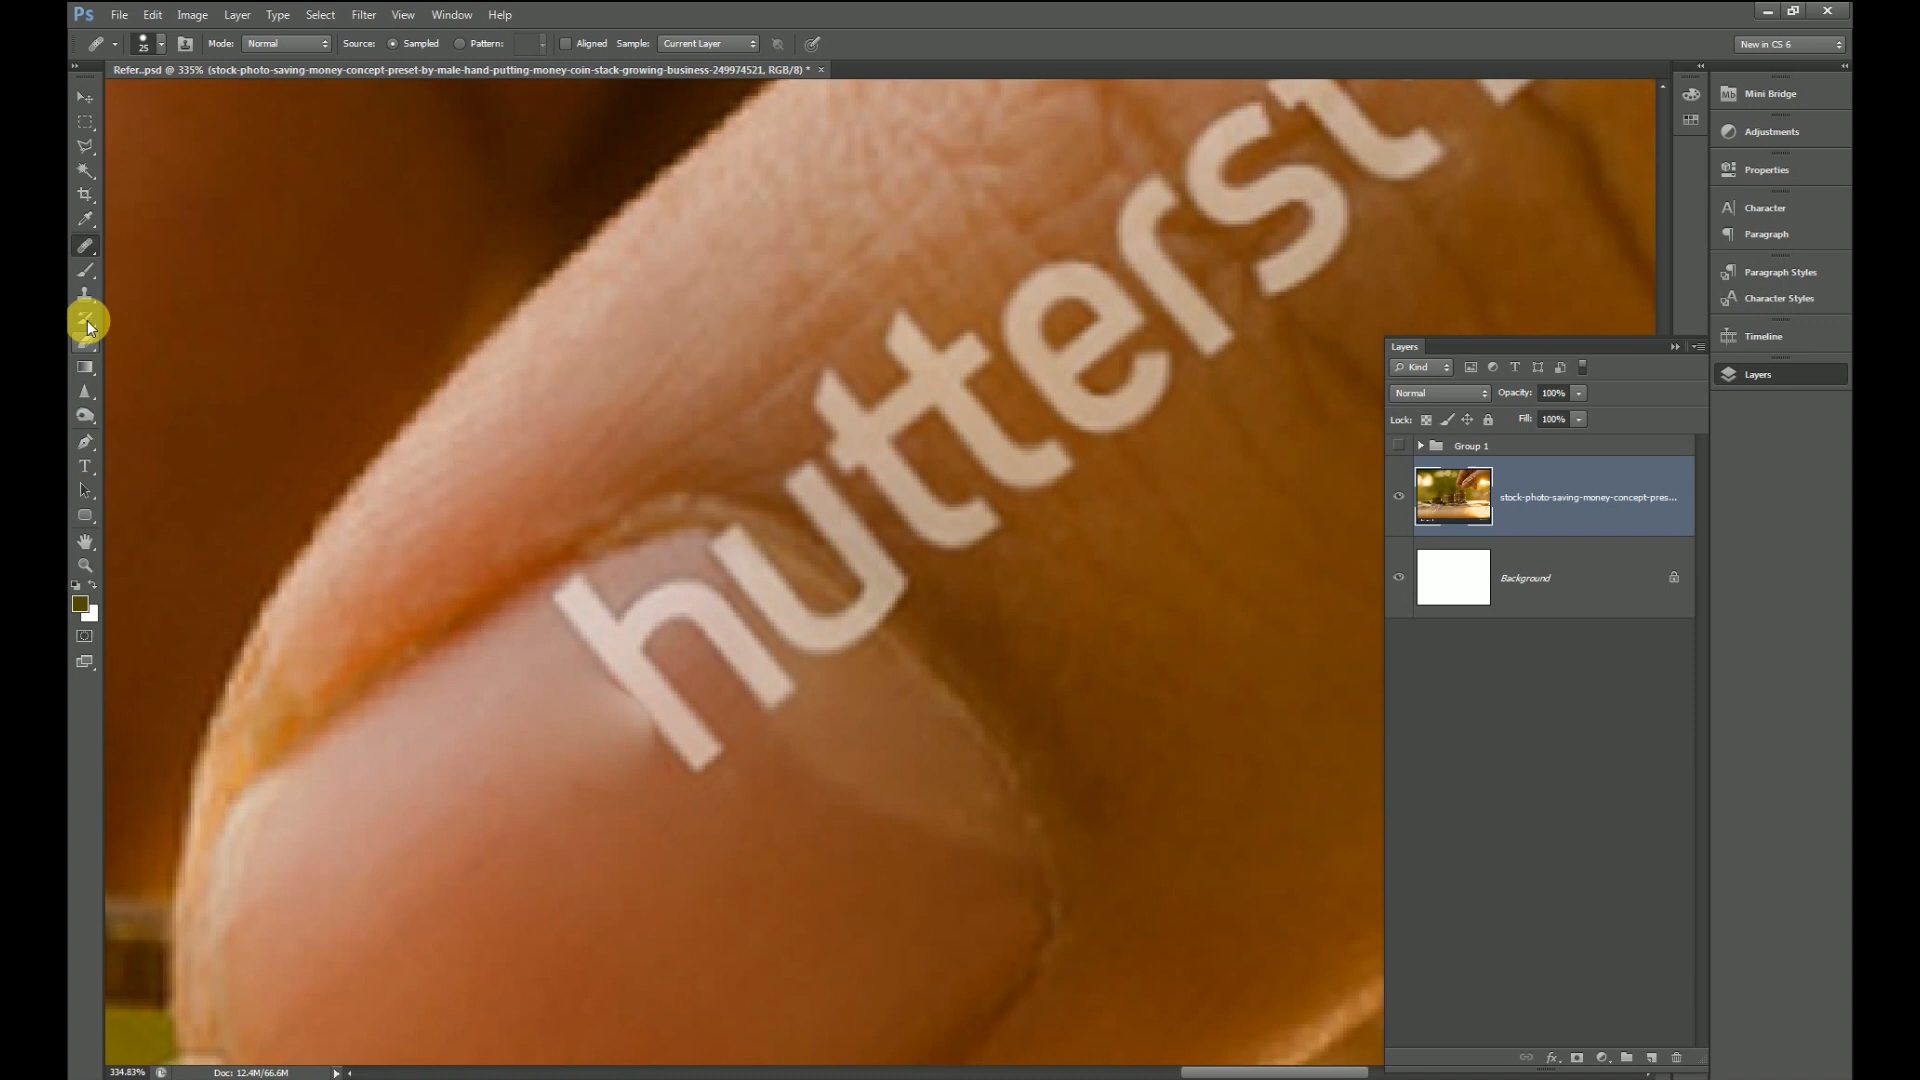 Ps File Edit Image Layer Type Select Filter View Window Help
25 Mode: Normal Source: Sampled Pattern: Aligned Sample: Current Layer New in CS 6
Refer..psd @ 335% (stock-photo-saving-money-concept-preset-by-male-hand-putting-money-coin-stack-growing-business-249974521, RGB/8) * ×
Mb Mini Bridge
Adjustments
Properties
Character
Paragraph
Paragraph Styles
Character Styles
Timeline
Layers
hutterst
Layers
Kind
Normal Opacity: 100%
Lock: Fill: 100%
Group 1
stock-photo-saving-money-concept-pres...
Background
334.83% Doc: 12.4M/66.6M